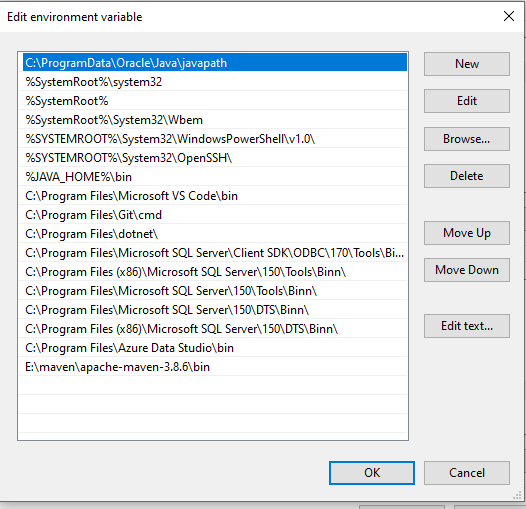 Edit environment variable
C:\ProgramData\Oracle\Java\javapath
%SystemRoot%\system32
%SystemRoot%
%SystemRoot%\System32\Wbem
%SYSTEMROOT%\System32\WindowsPowerShell\v1.0\
%SYSTEMROOT%\System32\OpenSSH\
%JAVA_HOME%\bin
C:\Program Files\Microsoft VS Code\bin
C:\Program Files\Git\cmd
C:\Program Files\dotnet\
C:\Program Files\Microsoft SQL Server\Client SDK\ODBC\170\Tools\Bi...
C:\Program Files (x86)\Microsoft SQL Server\150\Tools\Binn\
C:\Program Files\Microsoft SQL Server\150\Tools\Binn\
C:\Program Files\Microsoft SQL Server\150\DTS\Binn\
C:\Program Files (x86)\Microsoft SQL Server\150\DTS\Binn\
C:\Program Files\Azure Data Studio\bin
E:\maven\apache-maven-3.8.6\bin
New
Edit
Browse...
Delete
Move Up
Move Down
Edit text...
OK
Cancel